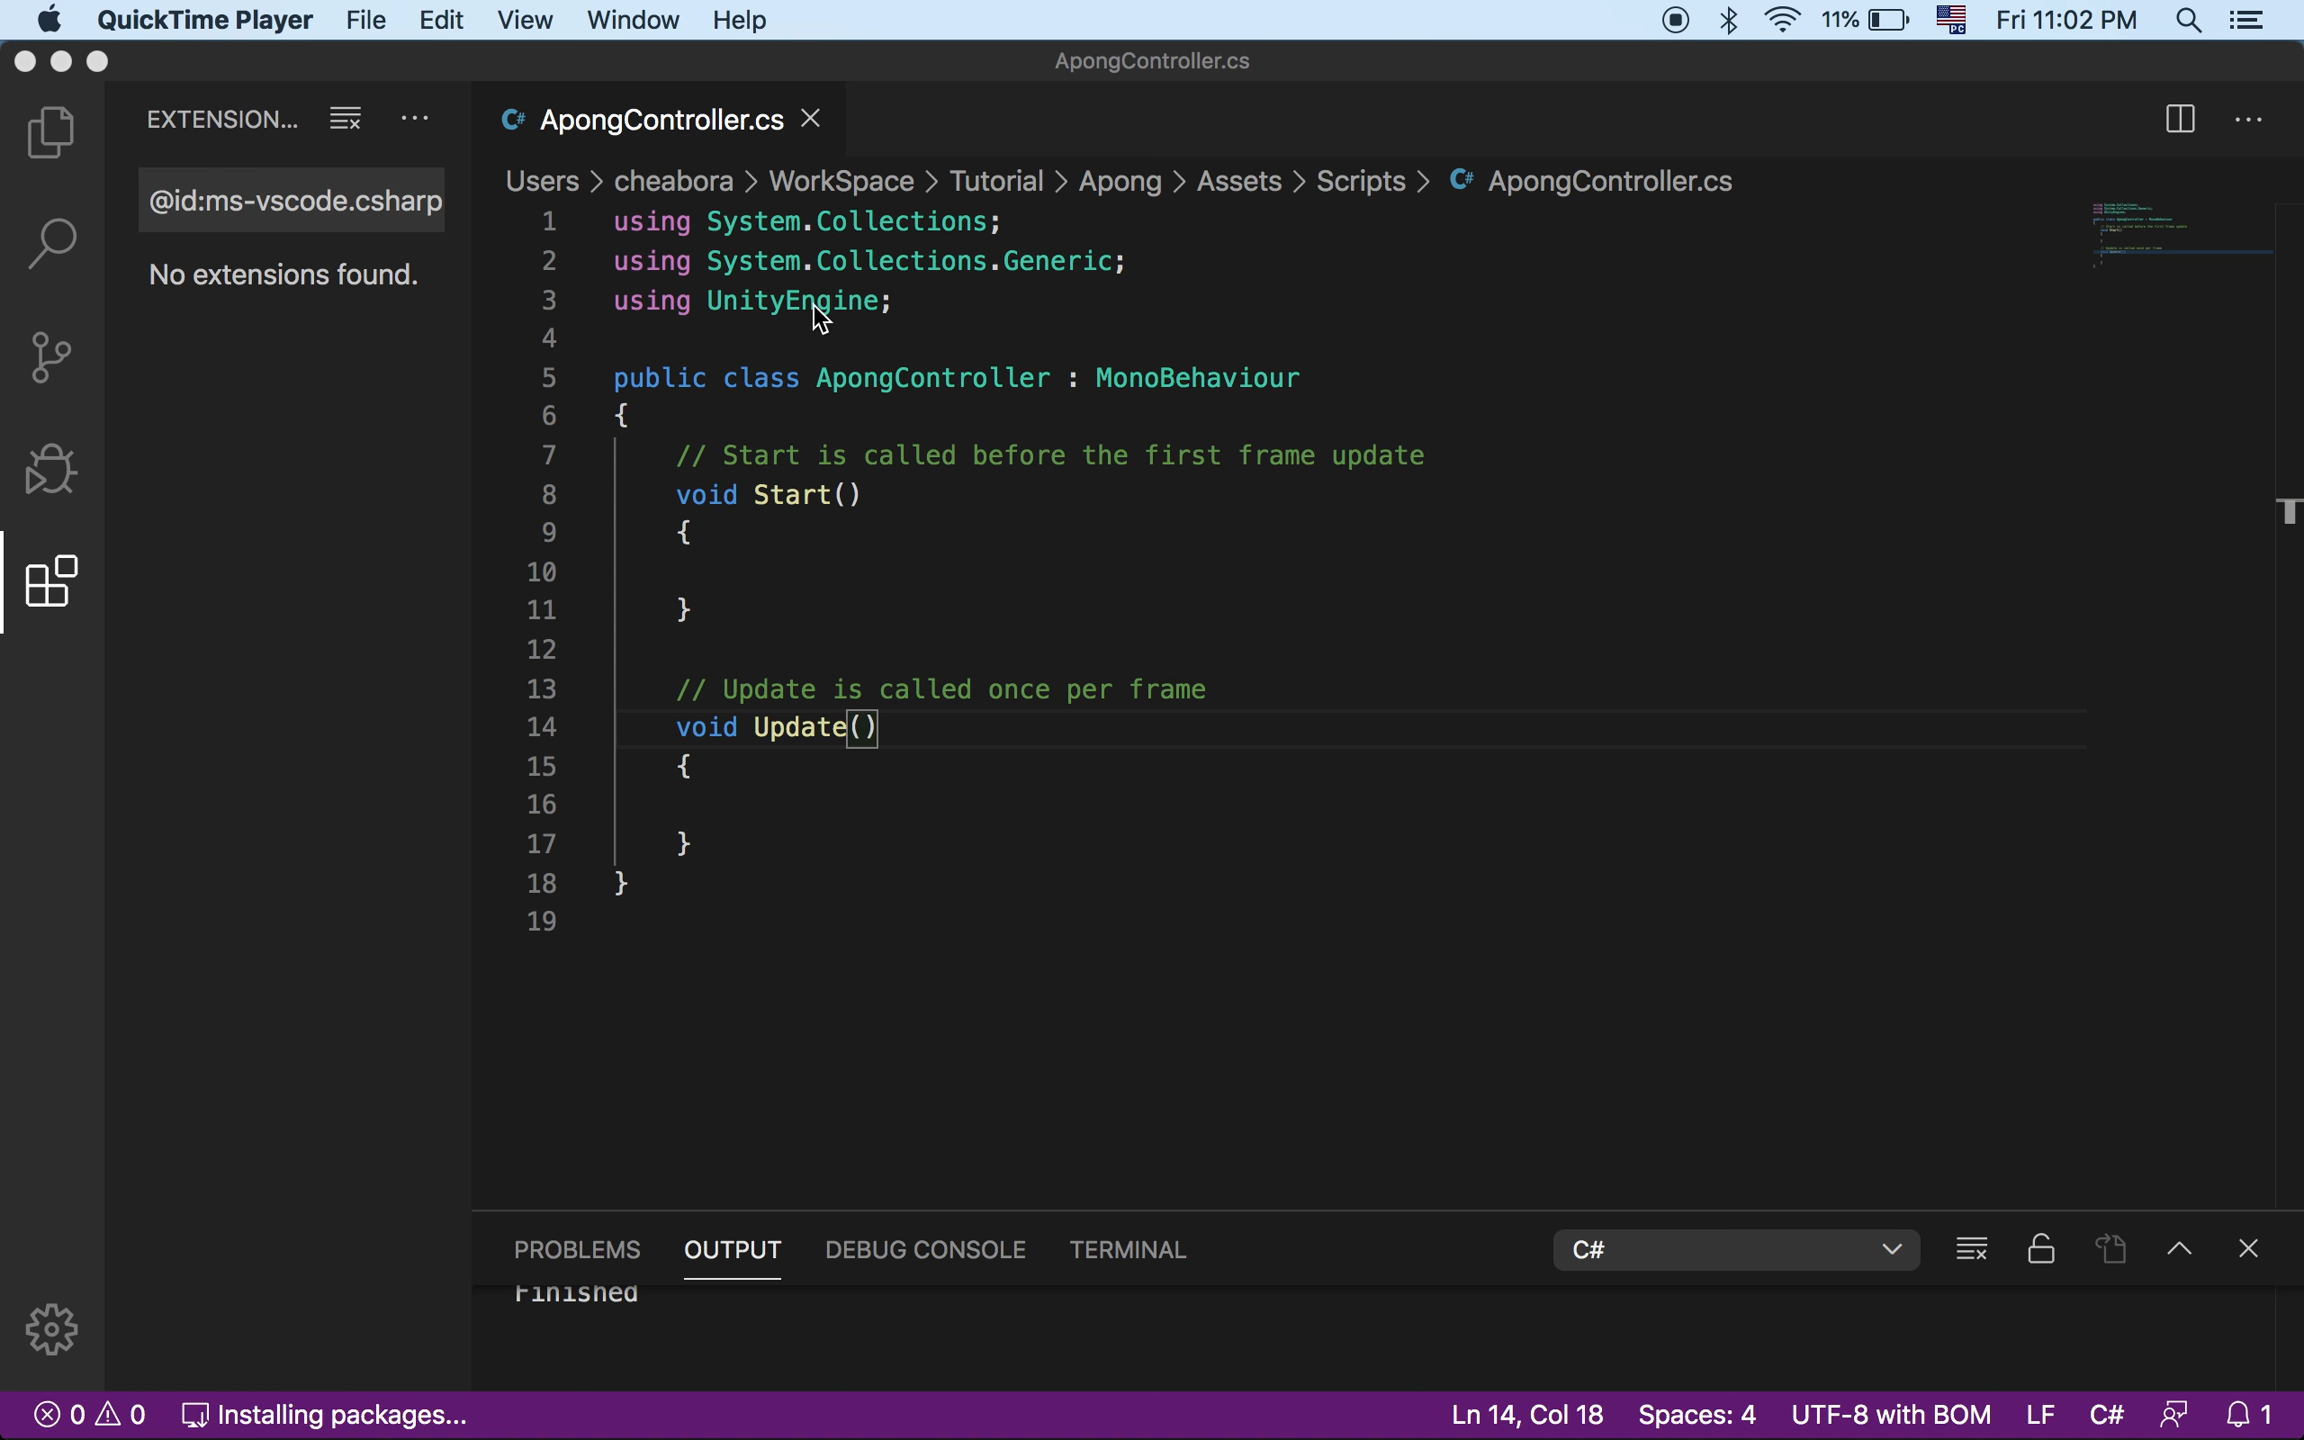 QuickTime Player File Edit View Window Help 11% PC Fri 11:02 PM
ApongController.cs
EXTENSION...
C# ApongController.cs
@id:ms-vscode.csharp
No extensions found.
Users > cheabora > WorkSpace > Tutorial > Apong > Assets > Scripts > C# ApongController.cs
1 using System.Collections;
2 using System.Collections.Generic;
3 using UnityEngine;
4
5 public class ApongController : MonoBehaviour
6 {
7 // Start is called before the first frame update
8 void Start()
9 {
10
11 }
12
13 // Update is called once per frame
14 void Update()
15 {
16
17 }
18 }
19
PROBLEMS OUTPUT DEBUG CONSOLE TERMINAL C#
Finished
0 0 Installing packages... Ln 14, Col 18 Spaces: 4 UTF-8 with BOM LF C# 1